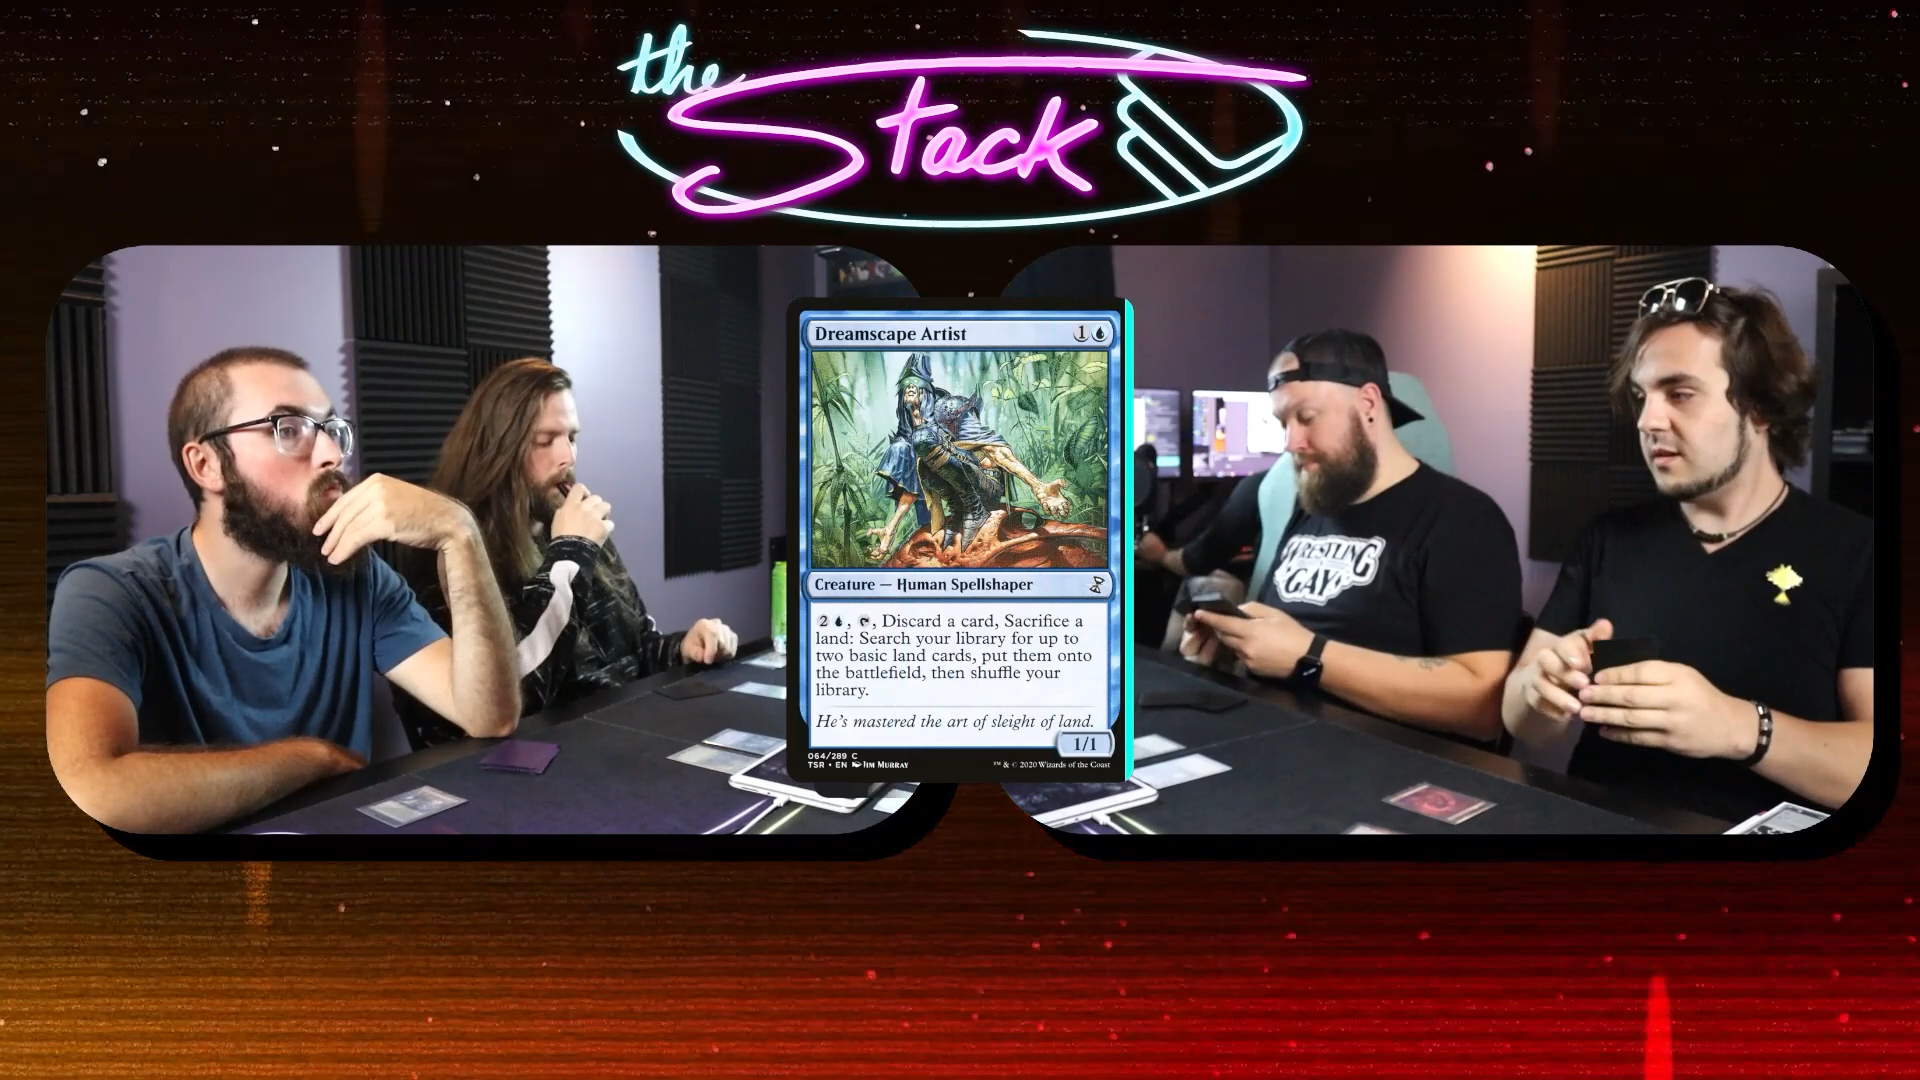 the
Stack
Dreamscape Artist
1
Creature — Human Spellshaper
2 , , Discard a card, Sacrifice a
land: Search your library for up to
two basic land cards, put them onto
the battlefield, then shuffle your
library.
He's mastered the art of sleight of land.
1/1
064/289 C
TSR • EN JIM MURRAY
™ & © 2020 Wizards of the Coast
WRESTLING
GAY